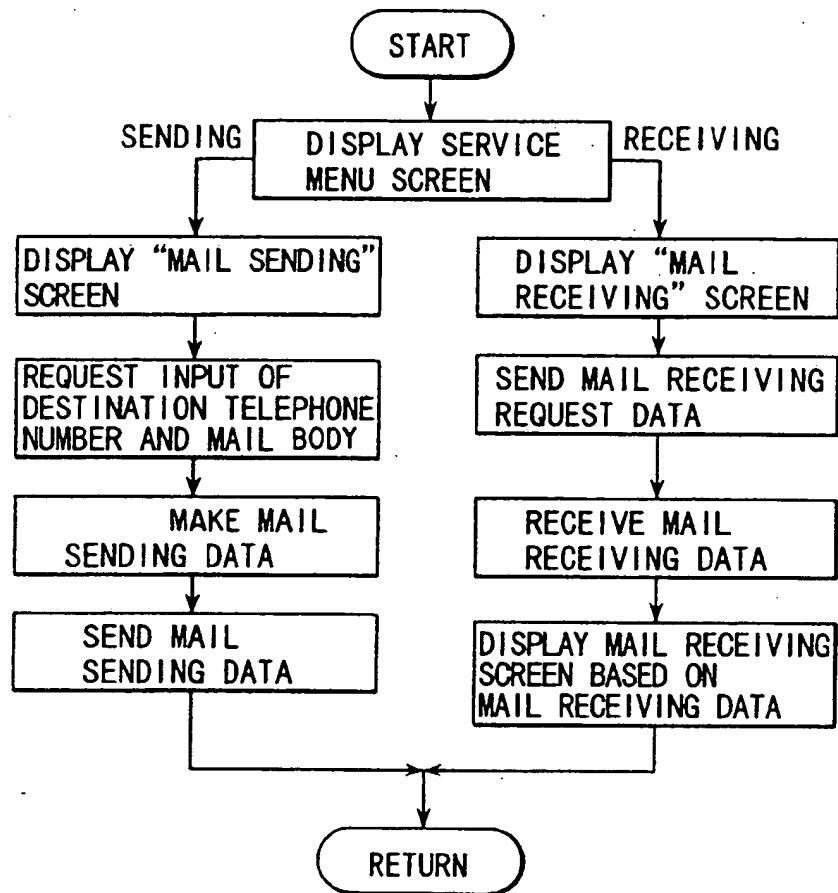 START
SENDING
RECEIVING
DISPLAY SERVICE
MENU SCREEN
DISPLAY “MAIL SENDING”
SCREEN
REQUEST INPUT OF
DESTINATION TELEPHONE
NUMBER AND MAIL BODY
MAKE MAIL
SENDING DATA
SEND MAIL
SENDING DATA
DISPLAY “MAIL
RECEIVING” SCREEN
SEND MAIL RECEIVING
REQUEST DATA
RECEIVE MAIL
RECEIVING DATA
DISPLAY MAIL RECEIVING
SCREEN BASED ON
MAIL RECEIVING DATA
RETURN